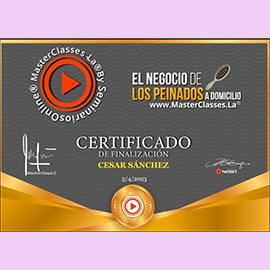 MasterClasses.La® By SeminariosOnline®
EL NEGOCIO DE
LOS PEINADOS A DOMICILIO
www.MasterClasses.La®
CERTIFICADO
DE FINALIZACIÓN
CESAR SÁNCHEZ
5/4/2023
Mauricio Duque Z.
hotmart